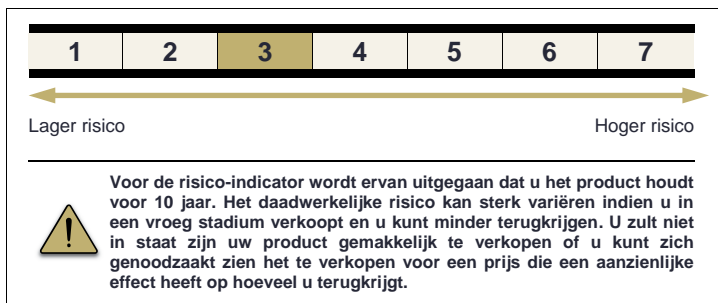 1 2 3 4 5 6 7
Lager risico Hoger risico
Voor de risico-indicator wordt ervan uitgegaan dat u het product houdt
voor 10 jaar. Het daadwerkelijke risico kan sterk variëren indien u in
een vroeg stadium verkoopt en u kunt minder terugkrijgen. U zult niet
in staat zijn uw product gemakkelijk te verkopen of u kunt zich
genoodzaakt zien het te verkopen voor een prijs die een aanzienlijke
effect heeft op hoeveel u terugkrijgt.